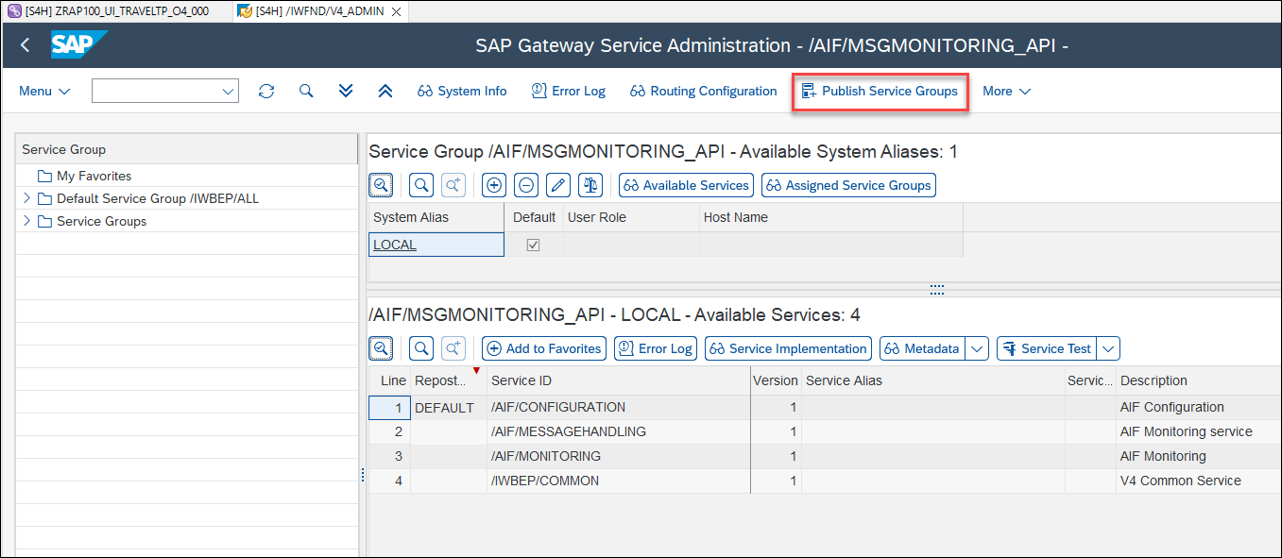 [S4H] ZRAP100_UI_TRAVELTP_O4_000 [S4H] /IWFND/V4_ADMIN
SAP SAP Gateway Service Administration - /AIF/MSGMONITORING_API -
Menu System Info Error Log Routing Configuration Publish Service Groups More
Service Group
My Favorites
Default Service Group /IWBEP/ALL
Service Groups
Service Group /AIF/MSGMONITORING_API - Available System Aliases: 1
Available Services Assigned Service Groups
System Alias Default User Role Host Name
LOCAL
/AIF/MSGMONITORING_API - LOCAL - Available Services: 4
Add to Favorites Error Log Service Implementation Metadata Service Test
Line Repost... Service ID Version Service Alias Servic... Description
1 DEFAULT /AIF/CONFIGURATION 1 AIF Configuration
2 /AIF/MESSAGEHANDLING 1 AIF Monitoring service
3 /AIF/MONITORING 1 AIF Monitoring
4 /IWBEP/COMMON 1 V4 Common Service